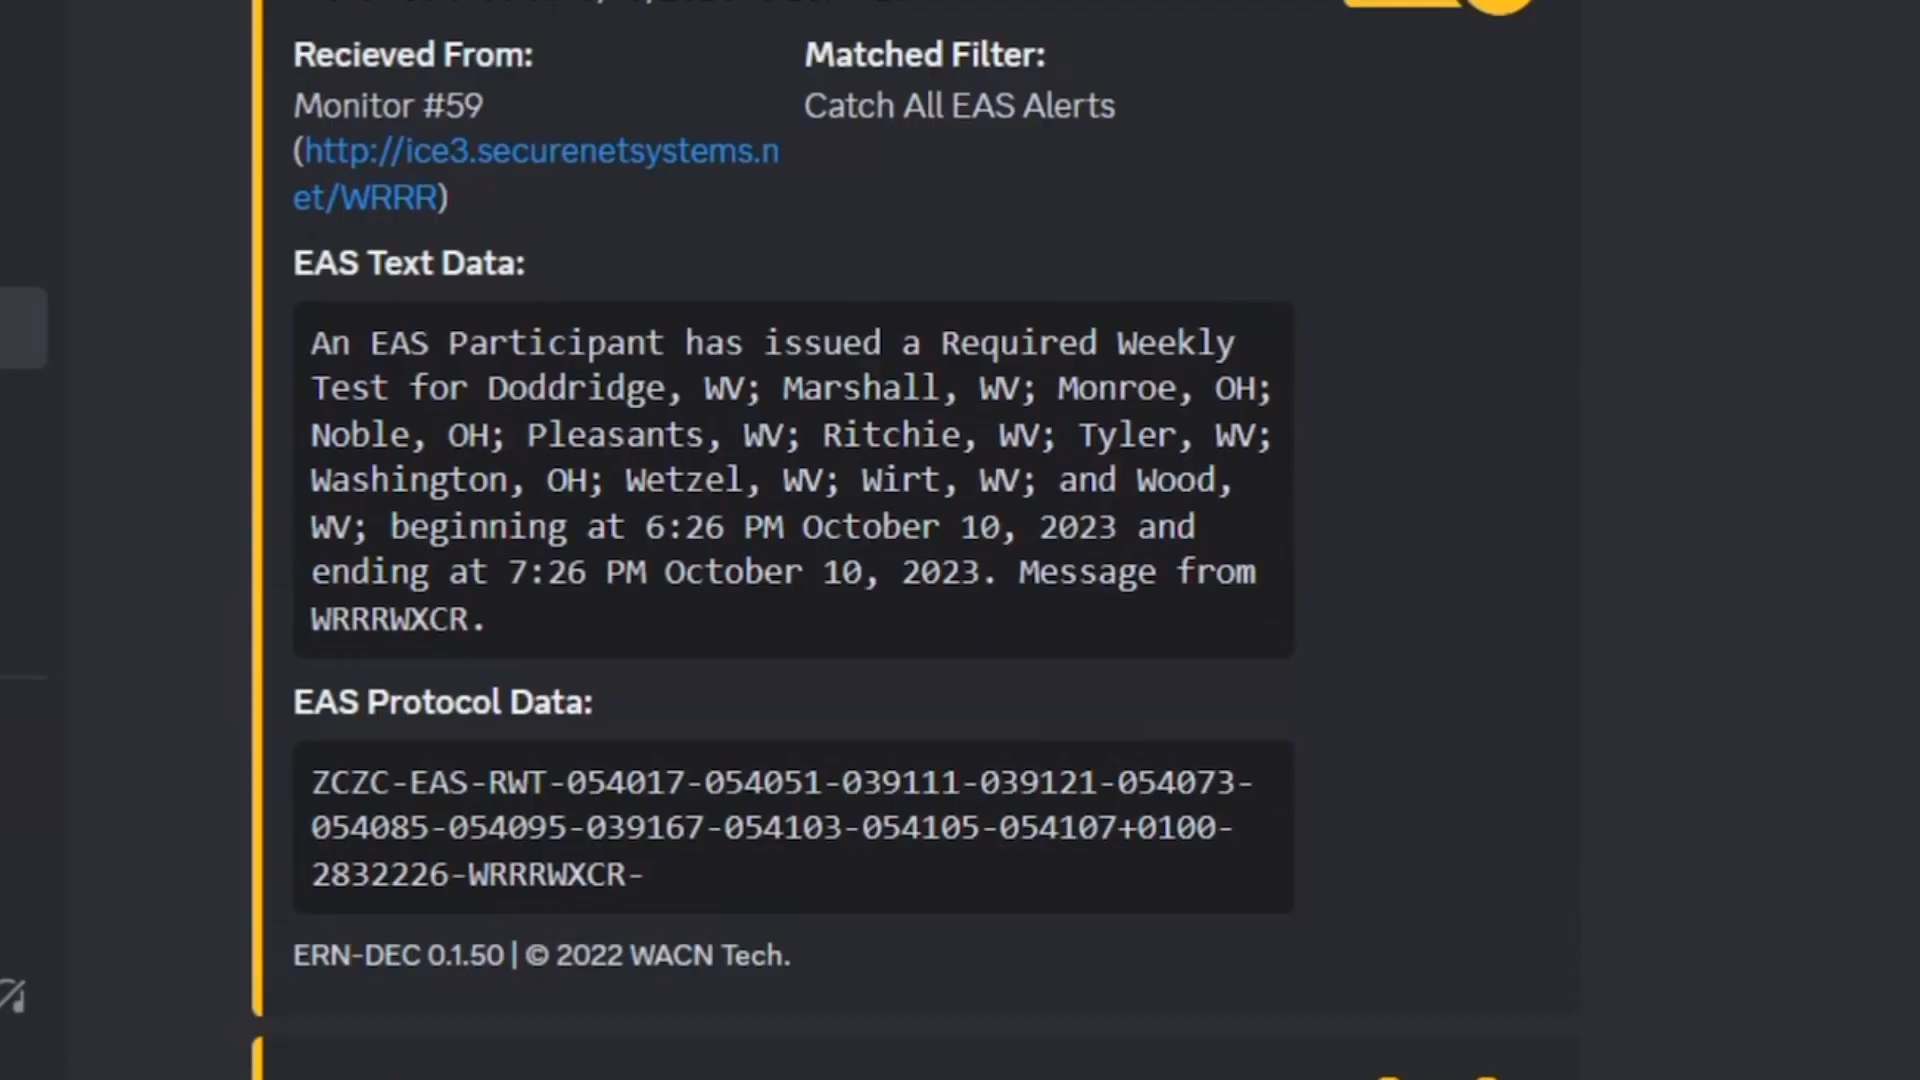 Recieved From:
Monitor #59
(http://ice3.securenetsystems.n
et/WRRR)
Matched Filter:
Catch All EAS Alerts
EAS Text Data:
An EAS Participant has issued a Required Weekly
Test for Doddridge, WV; Marshall, WV; Monroe, OH;
Noble, OH; Pleasants, WV; Ritchie, WV; Tyler, WV;
Washington, OH; Wetzel, WV; Wirt, WV; and Wood,
WV; beginning at 6:26 PM October 10, 2023 and
ending at 7:26 PM October 10, 2023. Message from
WRRRWXCR.
EAS Protocol Data:
ZCZC-EAS-RWT-054017-054051-039111-039121-054073-
054085-054095-039167-054103-054105-054107+0100-
2832226-WRRRWXCR-
ERN-DEC 0.1.50 | © 2022 WACN Tech.